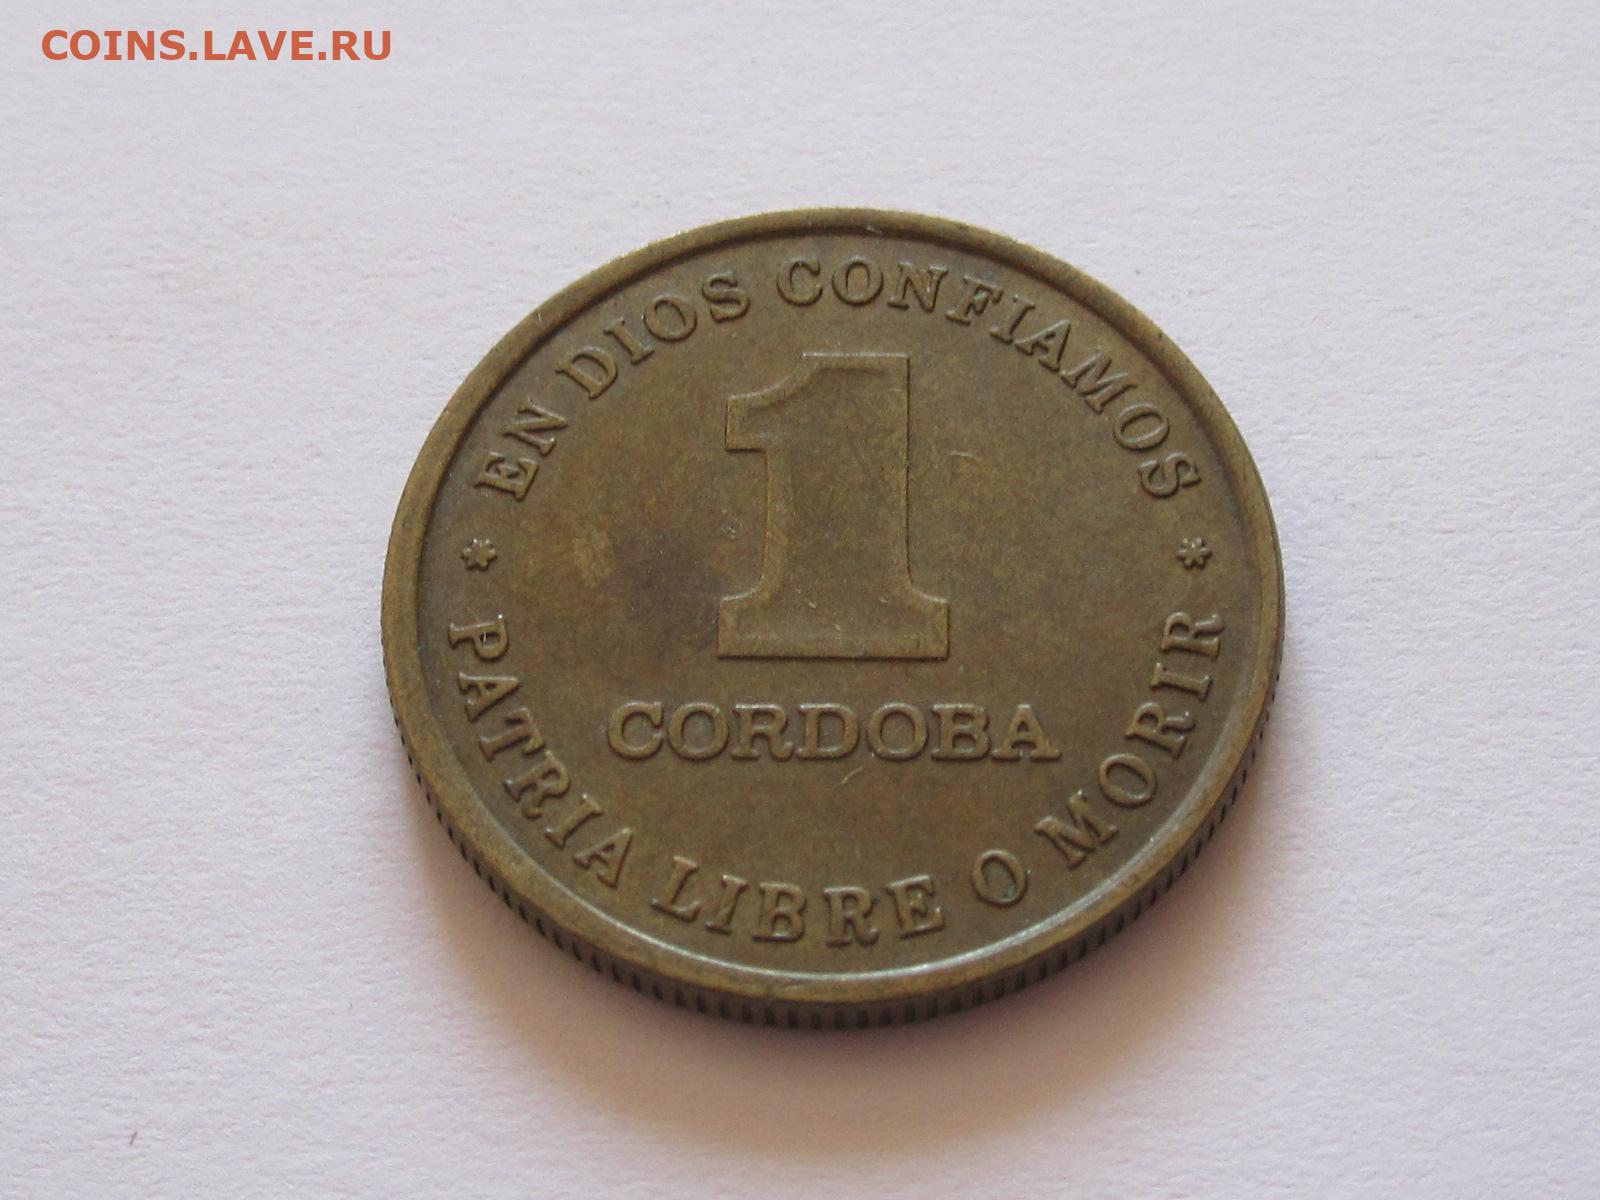 COINS.LAVE.RU
EN DIOS CONFIAMOS
1
CORDOBA
* PATRIA LIBRE O MORIR *